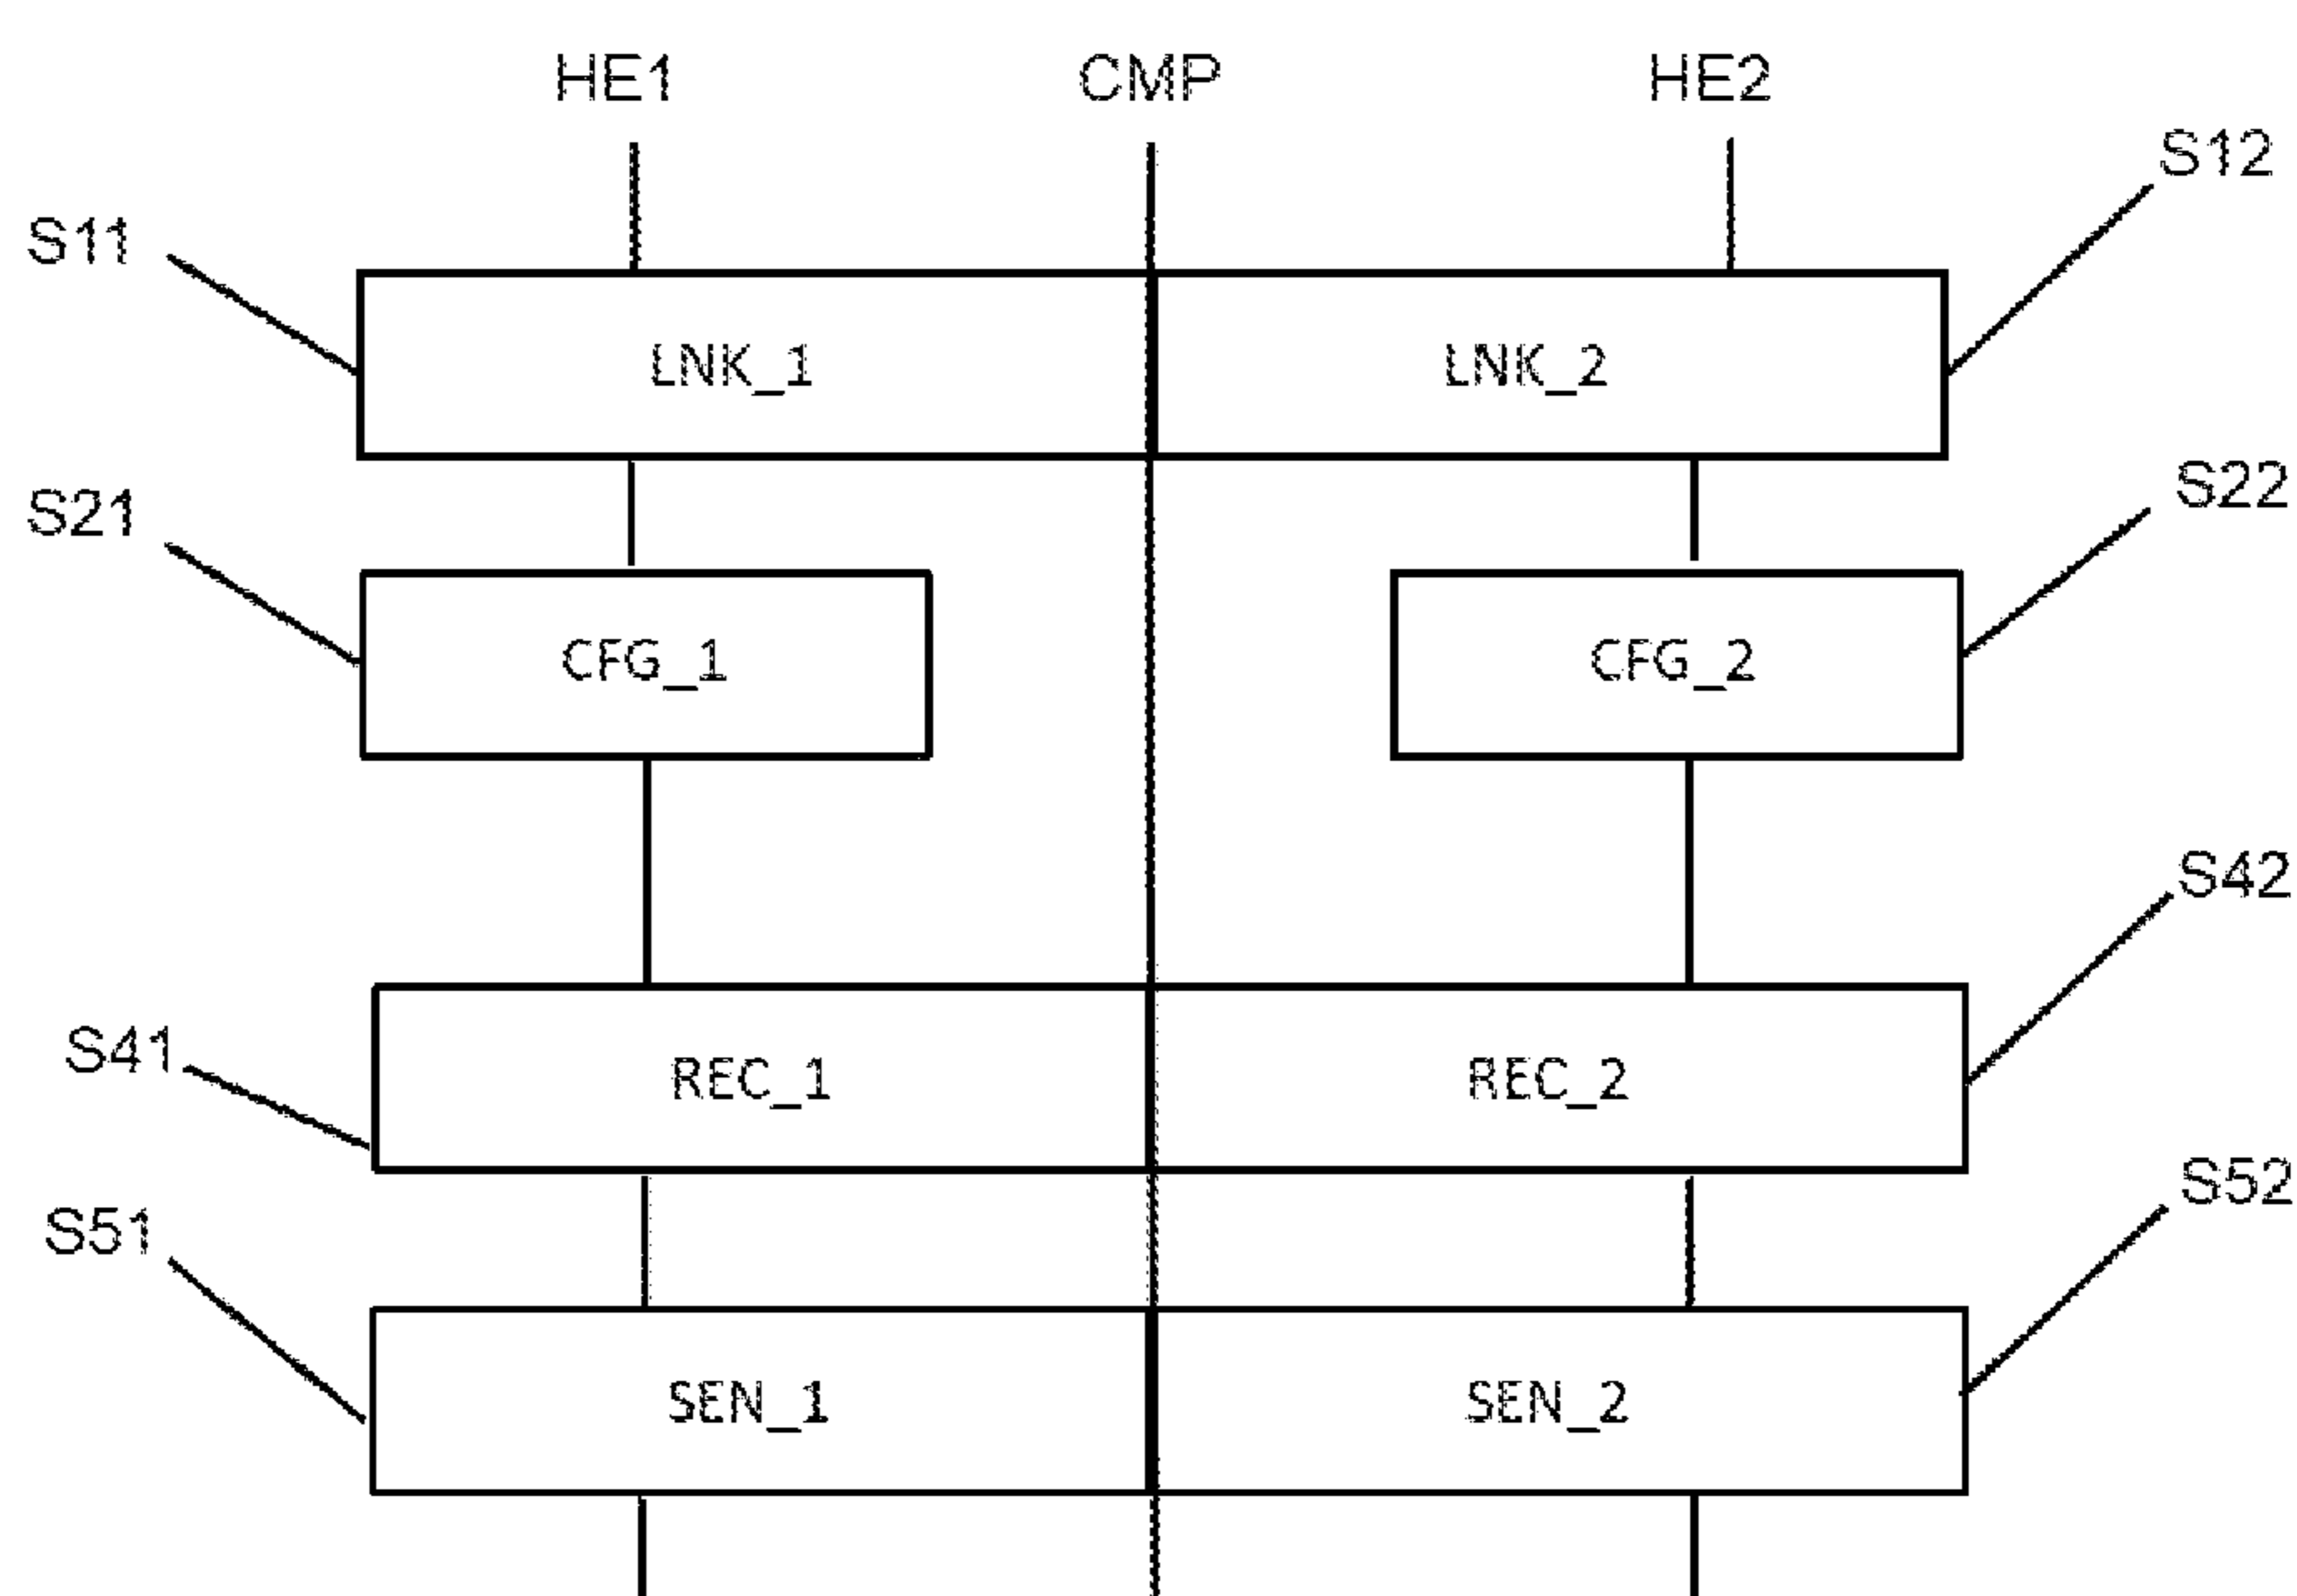 HE1 CMP HE2
S12
S11
LNK_1 LNK_2
S22
S21
CFG_1 CFG_2
S42
S41
REC_1 REC_2
S52
S51
SEN_1 SEN_2